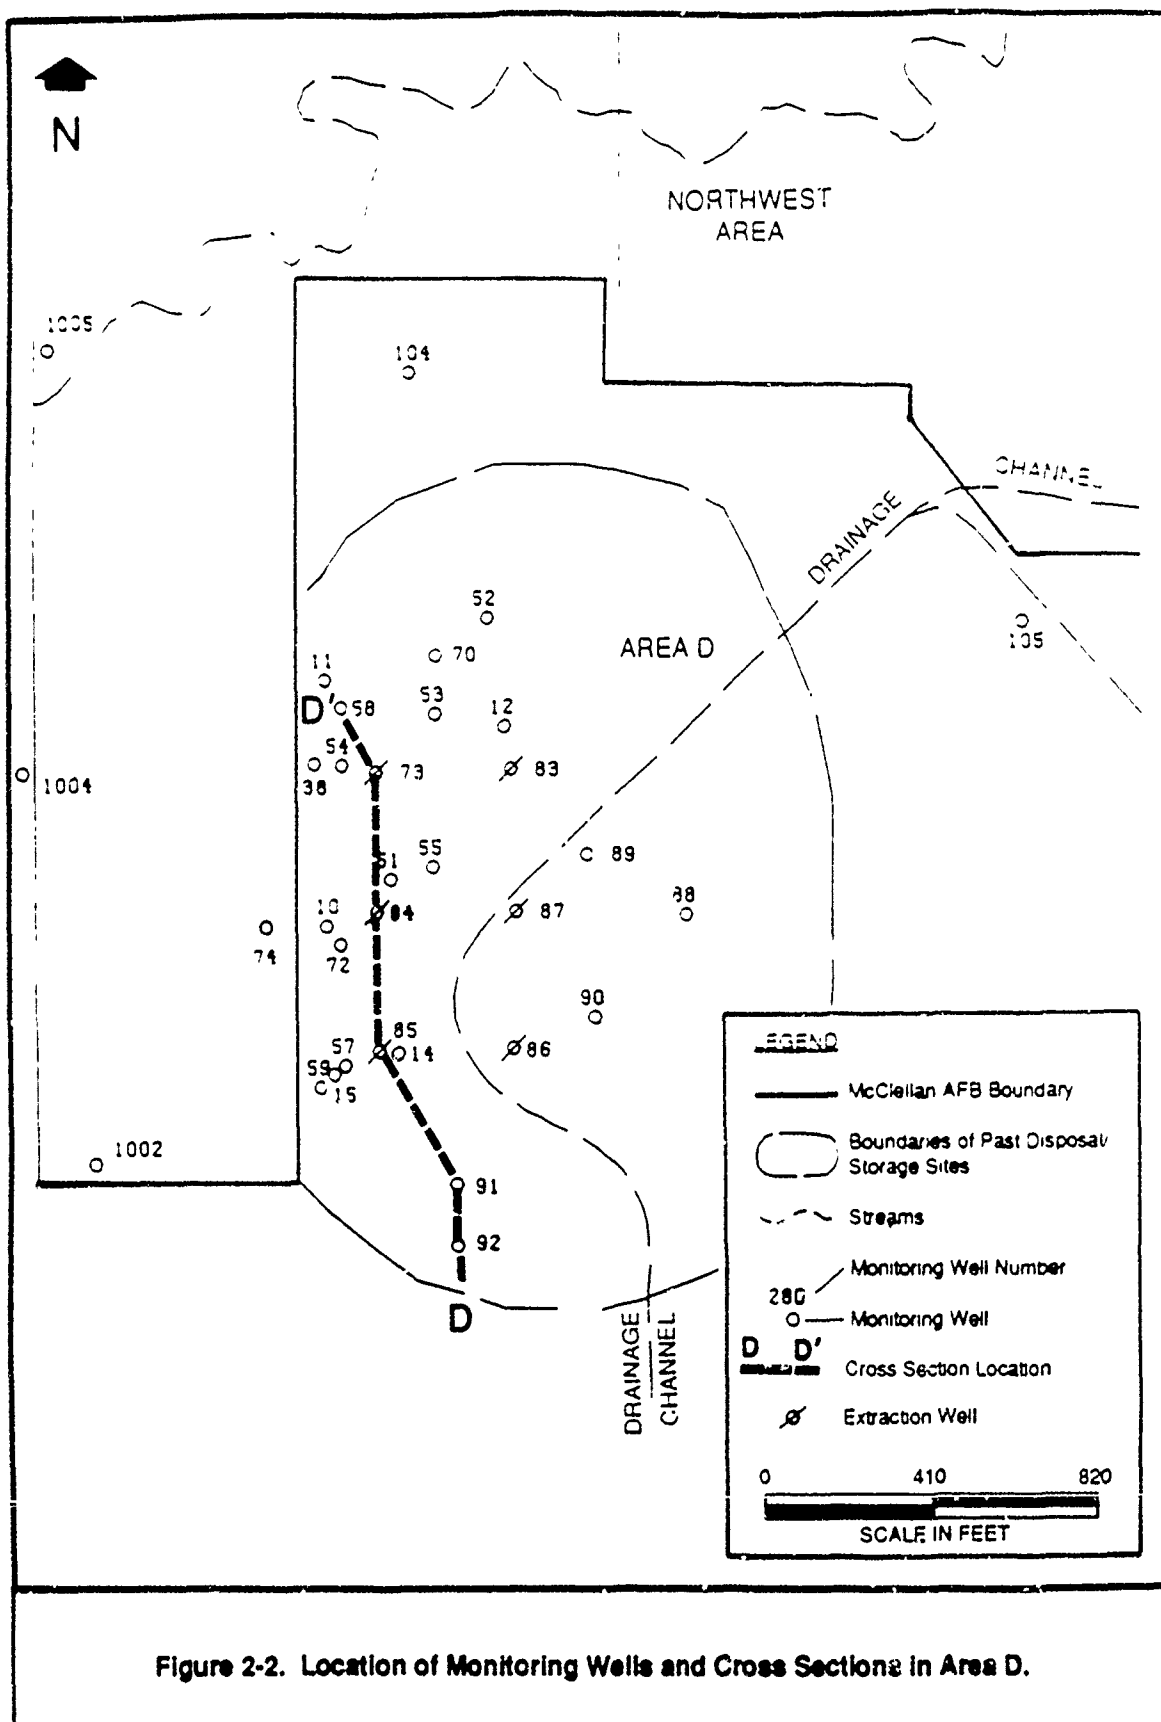 N
NORTHWEST
AREA
1005
104
CHANNEL
DRAINAGE
52
70
AREA D
105
11
53
12
D'
58
54
38
73
83
1004
51
55
89
84
87
88
10
74
72
90
85
57
14
86
59
15
1002
91
92
D
DRAINAGE
CHANNEL
LEGEND
McClellan AFB Boundary
Boundaries of Past Disposal/
Storage Sites
Streams
Monitoring Well Number
280
Monitoring Well
D D'
Cross Section Location
Extraction Well
0 410 820
SCALE IN FEET
Figure 2-2. Location of Monitoring Wells and Cross Sections in Area D.